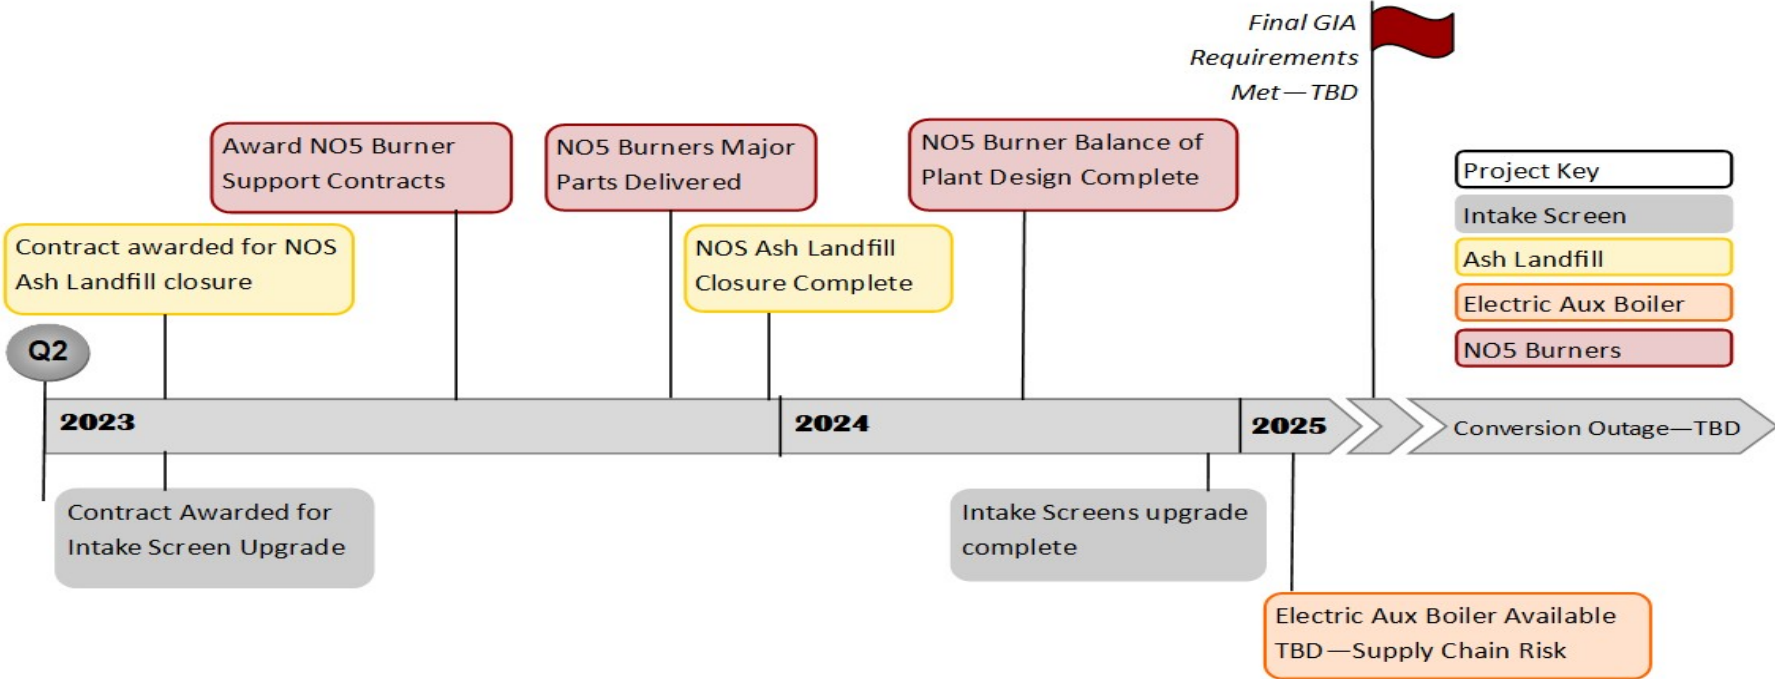 Final GIA
Requirements
Met—TBD
Award NO5 Burner
Support Contracts
NO5 Burners Major
Parts Delivered
NO5 Burner Balance of
Plant Design Complete
Project Key
Intake Screen
Ash Landfill
Electric Aux Boiler
NO5 Burners
Contract awarded for NOS
Ash Landfill closure
NOS Ash Landfill
Closure Complete
Q2
2023
2024
2025
Conversion Outage—TBD
Contract Awarded for
Intake Screen Upgrade
Intake Screens upgrade
complete
Electric Aux Boiler Available
TBD—Supply Chain Risk